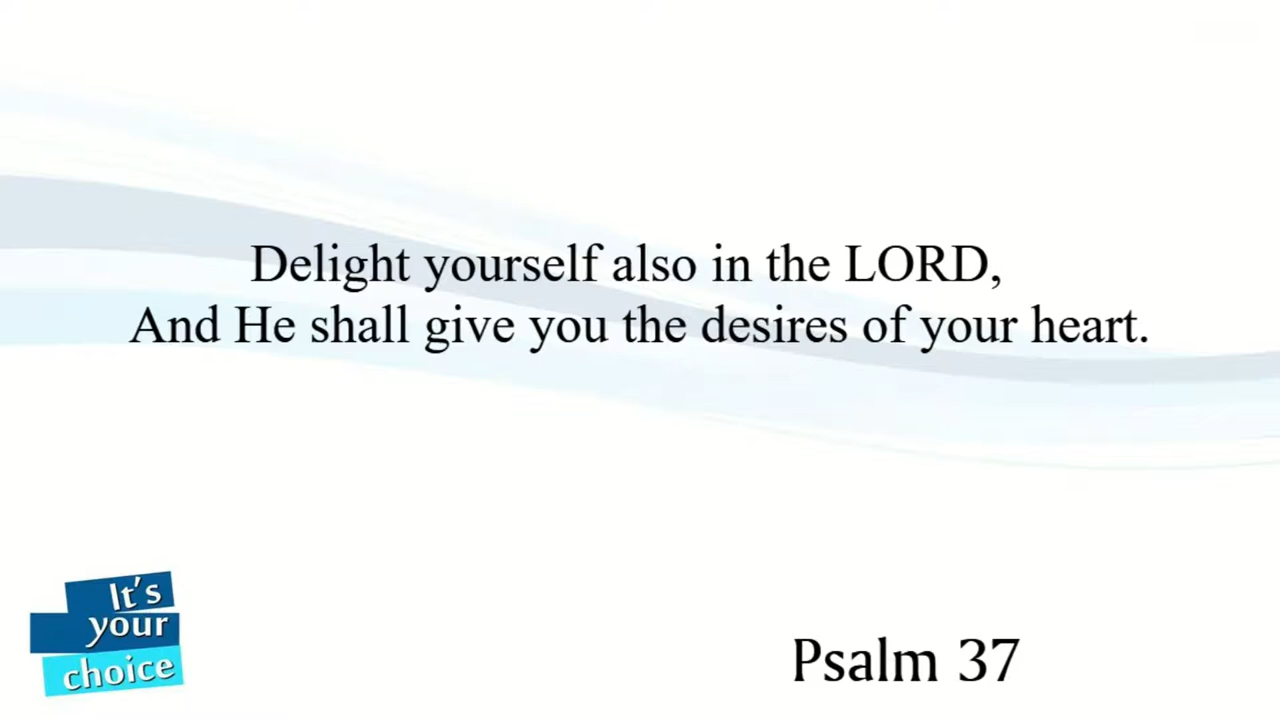 Delight yourself also in the LORD,
And He shall give you the desires of your heart.
It's
your
choice
Psalm 37